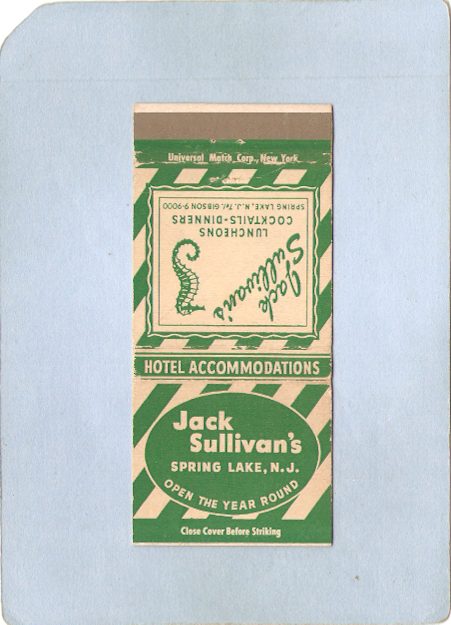 Universal Match Corp., New York
Jack
Sullivan's
LUNCHEONS
COCKTAILS-DINNERS
SPRING LAKE, N.J. Tel. GIBSON 9-9000
HOTEL ACCOMMODATIONS
Jack
Sullivan's
SPRING LAKE, N.J.
OPEN THE YEAR ROUND
Close Cover Before Striking